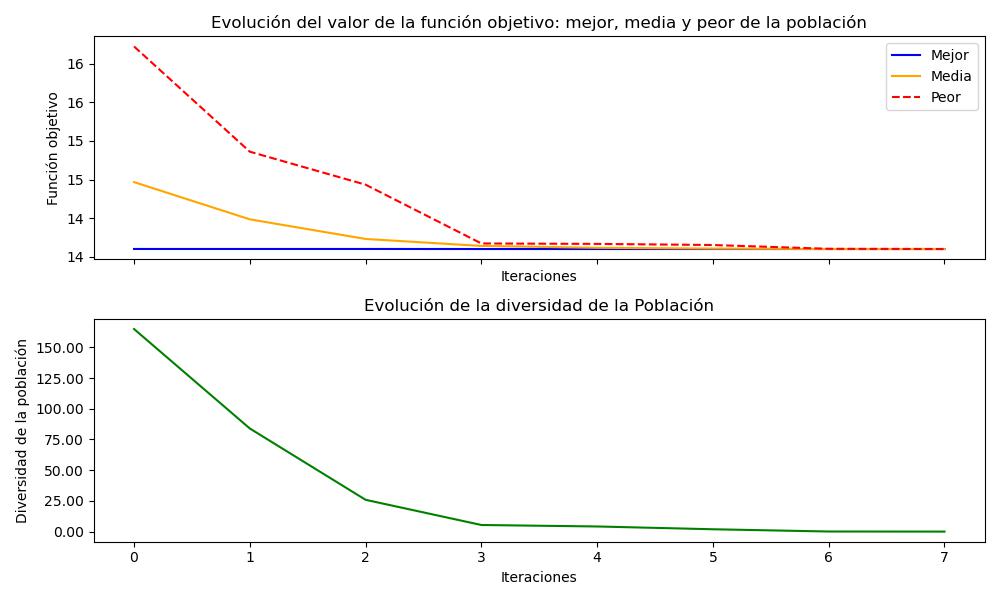 Evolución del valor de la función objetivo: mejor, media y peor de la población
Función objetivo
16
16
15
15
14
14
Mejor
Media
Peor
Iteraciones
Evolución de la diversidad de la Población
Diversidad de la población
150.00
125.00
100.00
75.00
50.00
25.00
0.00
0 1 2 3 4 5 6 7
Iteraciones